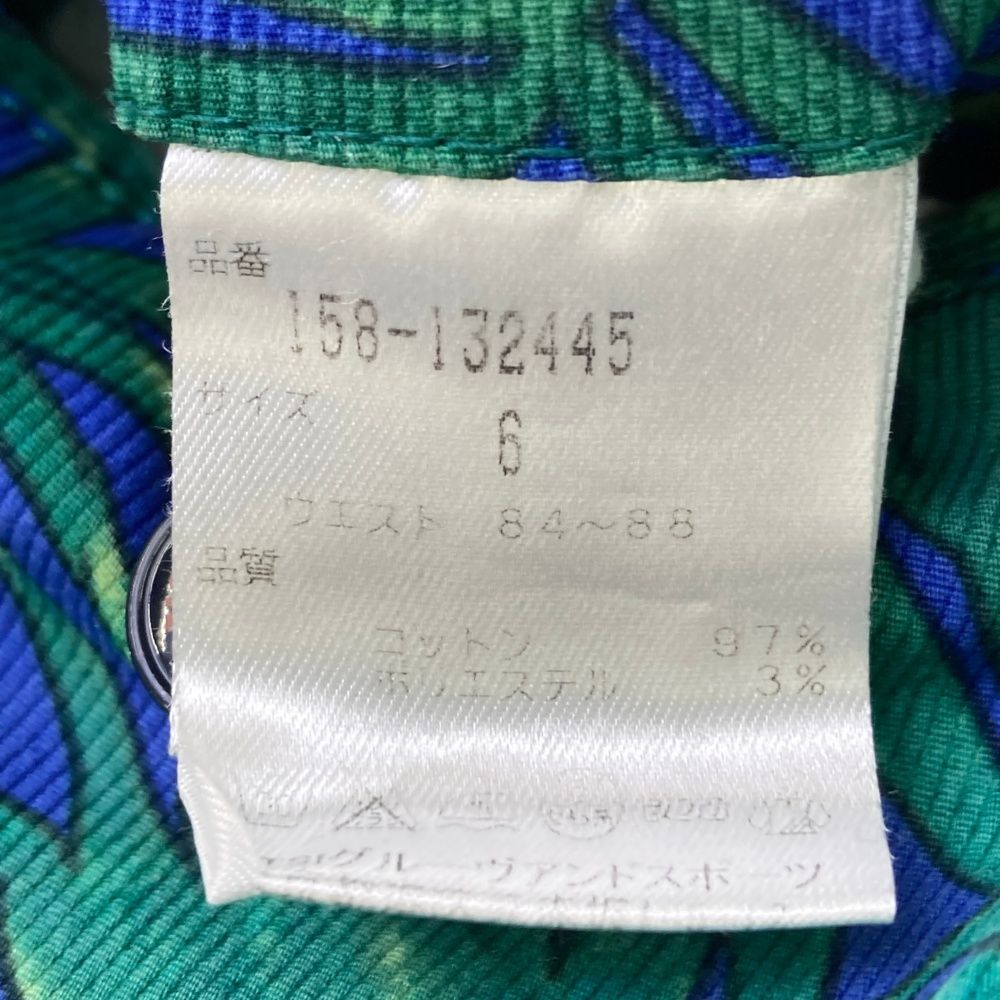 品番
158-132445
サイズ
6
ウエスト 84～88
品質
コットン 97%
ポリエステル 3%
グルーヴアンドスポーツ